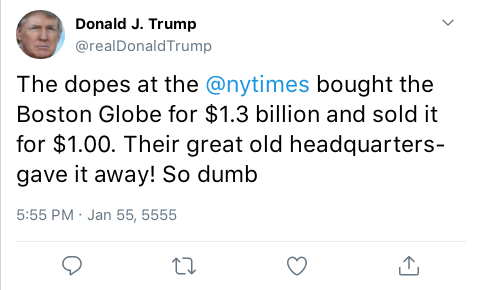 Donald J. Trump
@realDonaldTrump
The dopes at the @nytimes bought the
Boston Globe for $1.3 billion and sold it
for $1.00. Their great old headquarters-
gave it away! So dumb
5:55 PM · Jan 55, 5555